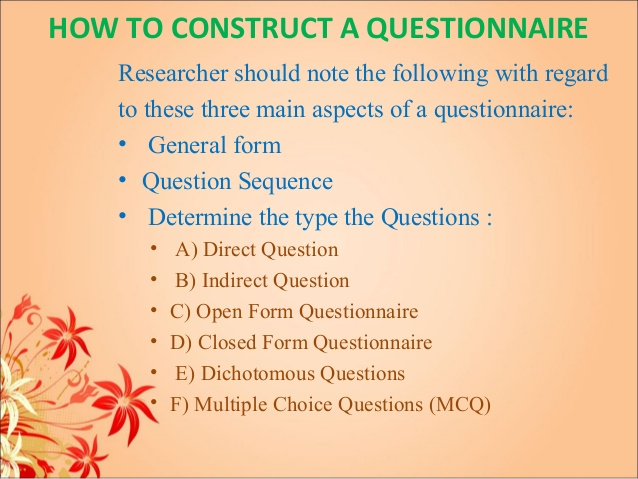 HOW TO CONSTRUCT A QUESTIONNAIRE
Researcher should note the following with regard
to these three main aspects of a questionnaire:
• General form
• Question Sequence
• Determine the type the Questions :
• A) Direct Question
• B) Indirect Question
• C) Open Form Questionnaire
• D) Closed Form Questionnaire
• E) Dichotomous Questions
• F) Multiple Choice Questions (MCQ)